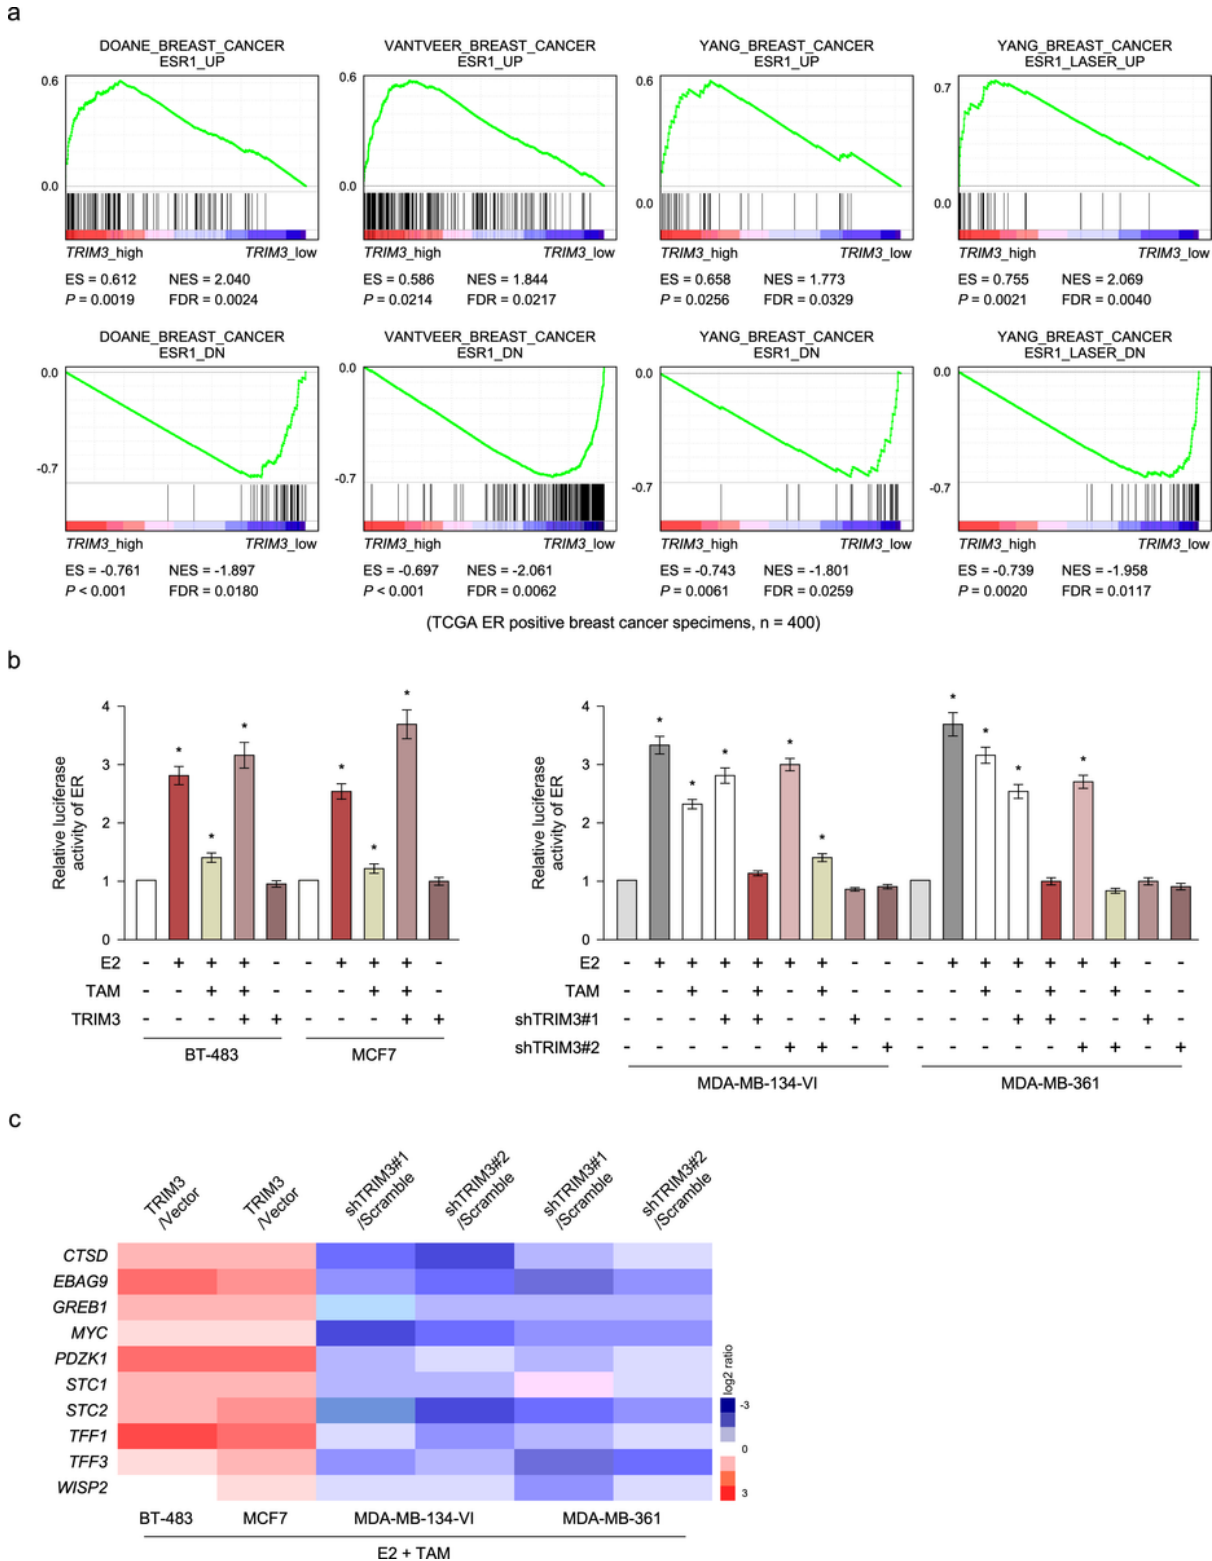 a
DOANE_BREAST_CANCER
ESR1_UP
VANTVEER_BREAST_CANCER
ESR1_UP
YANG_BREAST_CANCER
ESR1_UP
YANG_BREAST_CANCER
ESR1_LASER_UP
0.6
0.0
0.6
0.0
0.6
0.0
0.7
0.0
TRIM3_high TRIM3_low
TRIM3_high TRIM3_low
TRIM3_high TRIM3_low
TRIM3_high TRIM3_low
ES = 0.612 NES = 2.040
P = 0.0019 FDR = 0.0024
ES = 0.586 NES = 1.844
P = 0.0214 FDR = 0.0217
ES = 0.658 NES = 1.773
P = 0.0256 FDR = 0.0329
ES = 0.755 NES = 2.069
P = 0.0021 FDR = 0.0040
DOANE_BREAST_CANCER
ESR1_DN
VANTVEER_BREAST_CANCER
ESR1_DN
YANG_BREAST_CANCER
ESR1_DN
YANG_BREAST_CANCER
ESR1_LASER_DN
0.0
-0.7
0.0
-0.7
0.0
-0.7
0.0
-0.7
TRIM3_high TRIM3_low
TRIM3_high TRIM3_low
TRIM3_high TRIM3_low
TRIM3_high TRIM3_low
ES = -0.761 NES = -1.897
P < 0.001 FDR = 0.0180
ES = -0.697 NES = -2.061
P < 0.001 FDR = 0.0062
ES = -0.743 NES = -1.801
P = 0.0061 FDR = 0.0259
ES = -0.739 NES = -1.958
P = 0.0020 FDR = 0.0117
(TCGA ER positive breast cancer specimens, n = 400)
b
Relative luciferase
activity of ER
4
3
2
1
0
* * * * * *
E2 - + + + - - + + + -
TAM - - + + - - - + + -
TRIM3 - - - + + - - - + +
BT-483 MCF7
Relative luciferase
activity of ER
4
3
2
1
0
* * * * * * * * *
E2 - + + + + + + - - - + + + + + + - -
TAM - - + - + - + - - - - + - + - + - -
shTRIM3#1 - - - + + - - + - - - - + + - - + -
shTRIM3#2 - - - - - + + - + - - - - - + + - +
MDA-MB-134-VI MDA-MB-361
c
TRIM3
/Vector
TRIM3
/Vector
shTRIM3#1
/Scramble
shTRIM3#2
/Scramble
shTRIM3#1
/Scramble
shTRIM3#2
/Scramble
CTSD
EBAG9
GREB1
MYC
PDZK1
STC1
STC2
TFF1
TFF3
WISP2
log2 ratio
-3
0
3
BT-483 MCF7 MDA-MB-134-VI MDA-MB-361
E2 + TAM